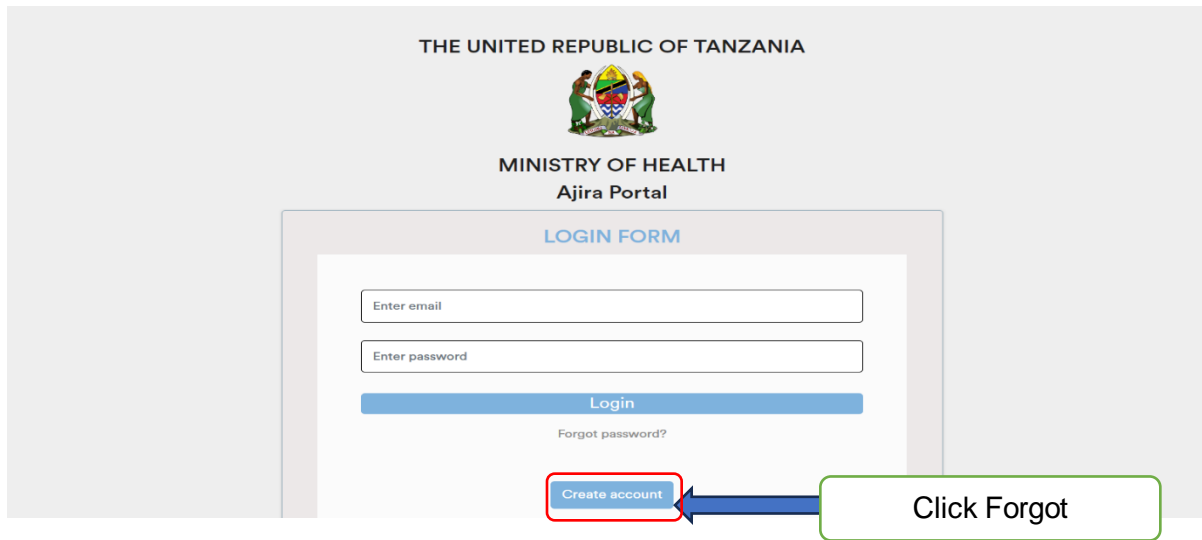 THE UNITED REPUBLIC OF TANZANIA
MINISTRY OF HEALTH
Ajira Portal
LOGIN FORM
Enter email
Enter password
Login
Forgot password?
Create account
Click Forgot